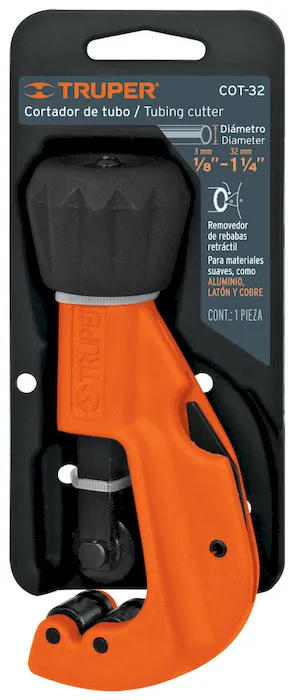 TRUPER® COT-32
Cortador de tubo / Tubing cutter
Diámetro
Diameter
3 mm 32 mm
1/8" - 1 1/4"
Removedor
de rebabas
retráctil
Para materiales
suaves, como
ALUMINIO,
LATÓN Y COBRE
CONT.: 1 PIEZA
TRUPER